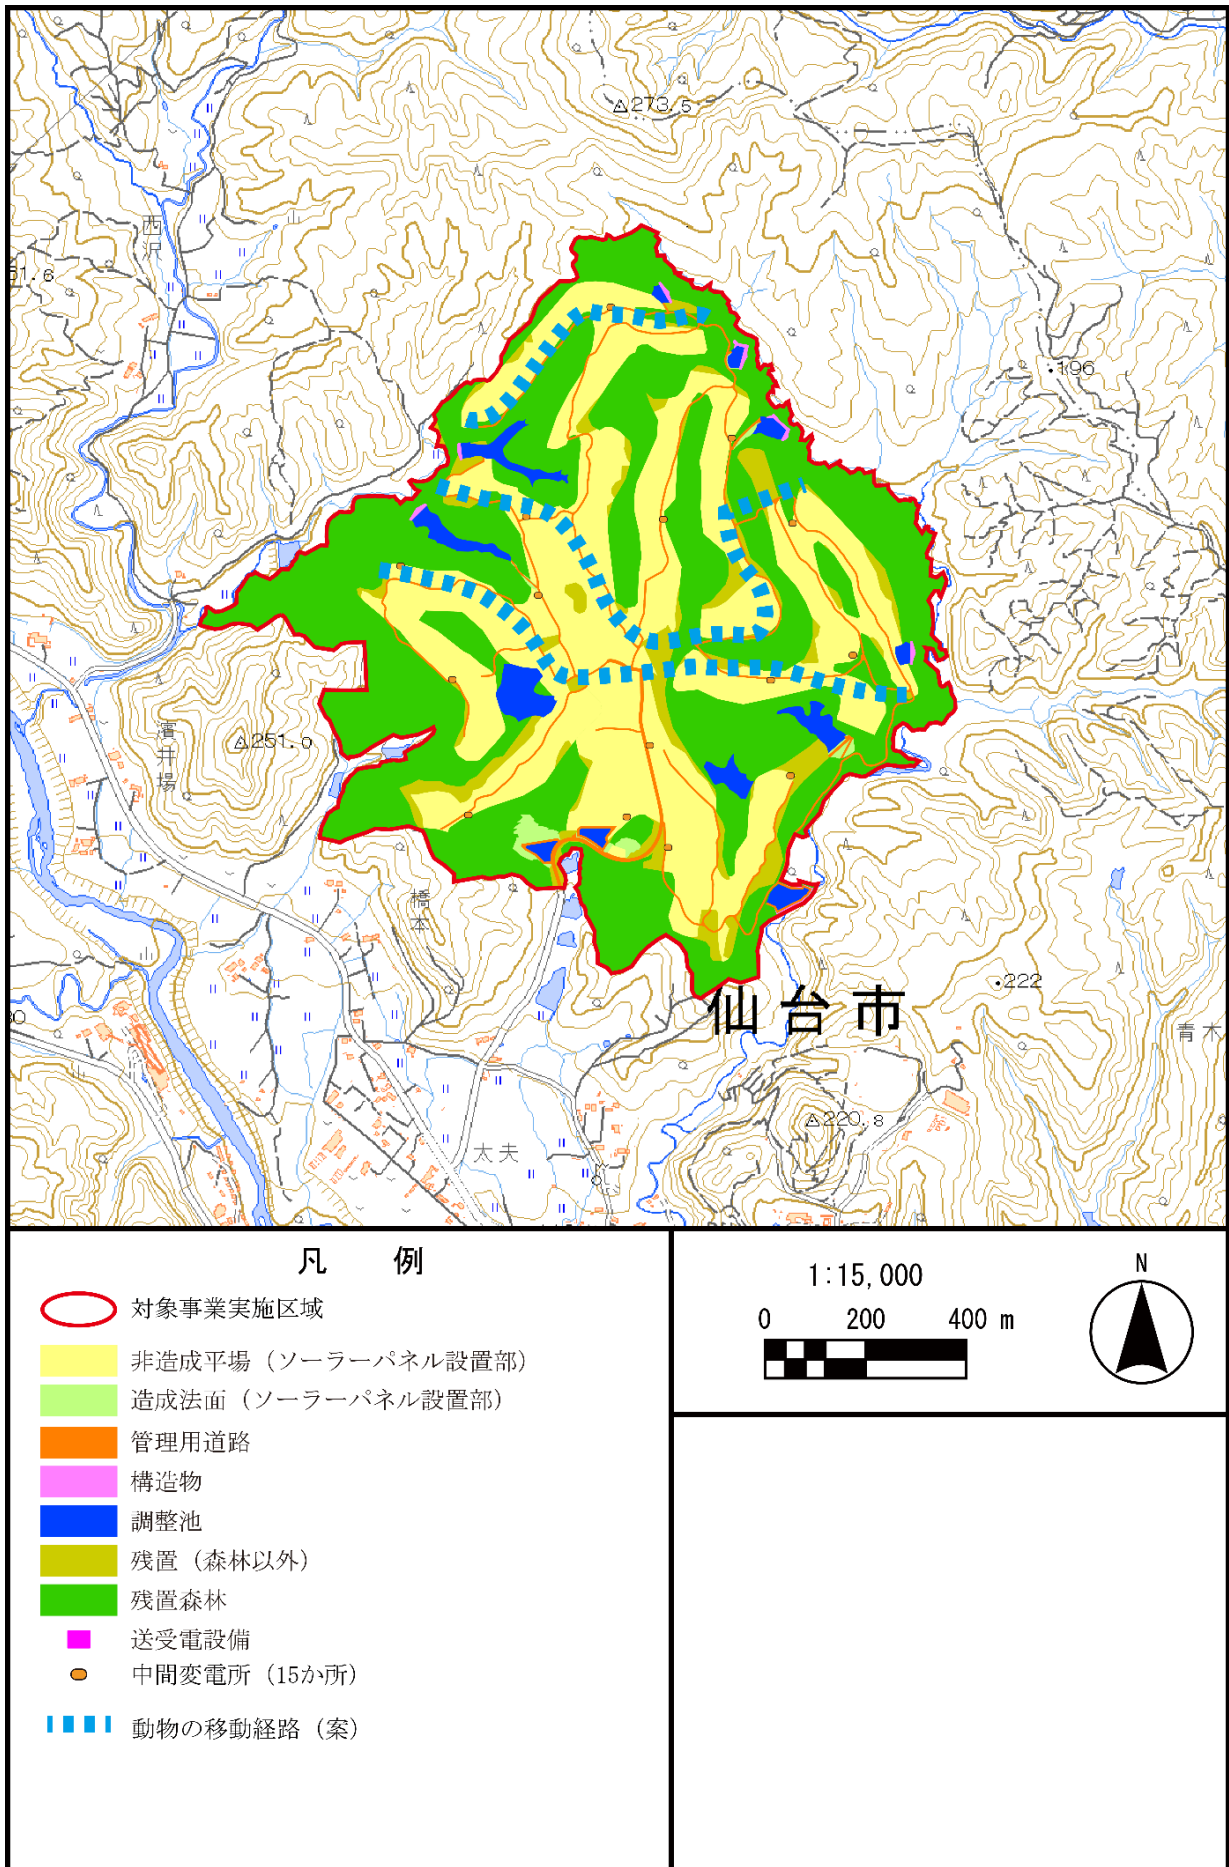 273.5
西沢
51.6
196
251.0
橋本
仙台市
222
30
青木
220.8
太夫
凡 例
対象事業実施区域
非造成平場（ソーラーパネル設置部）
造成法面（ソーラーパネル設置部）
管理用道路
構造物
調整池
残置（森林以外）
残置森林
送受電設備
中間変電所（15か所）
動物の移動経路（案）
1:15,000
0 200 400 m
N